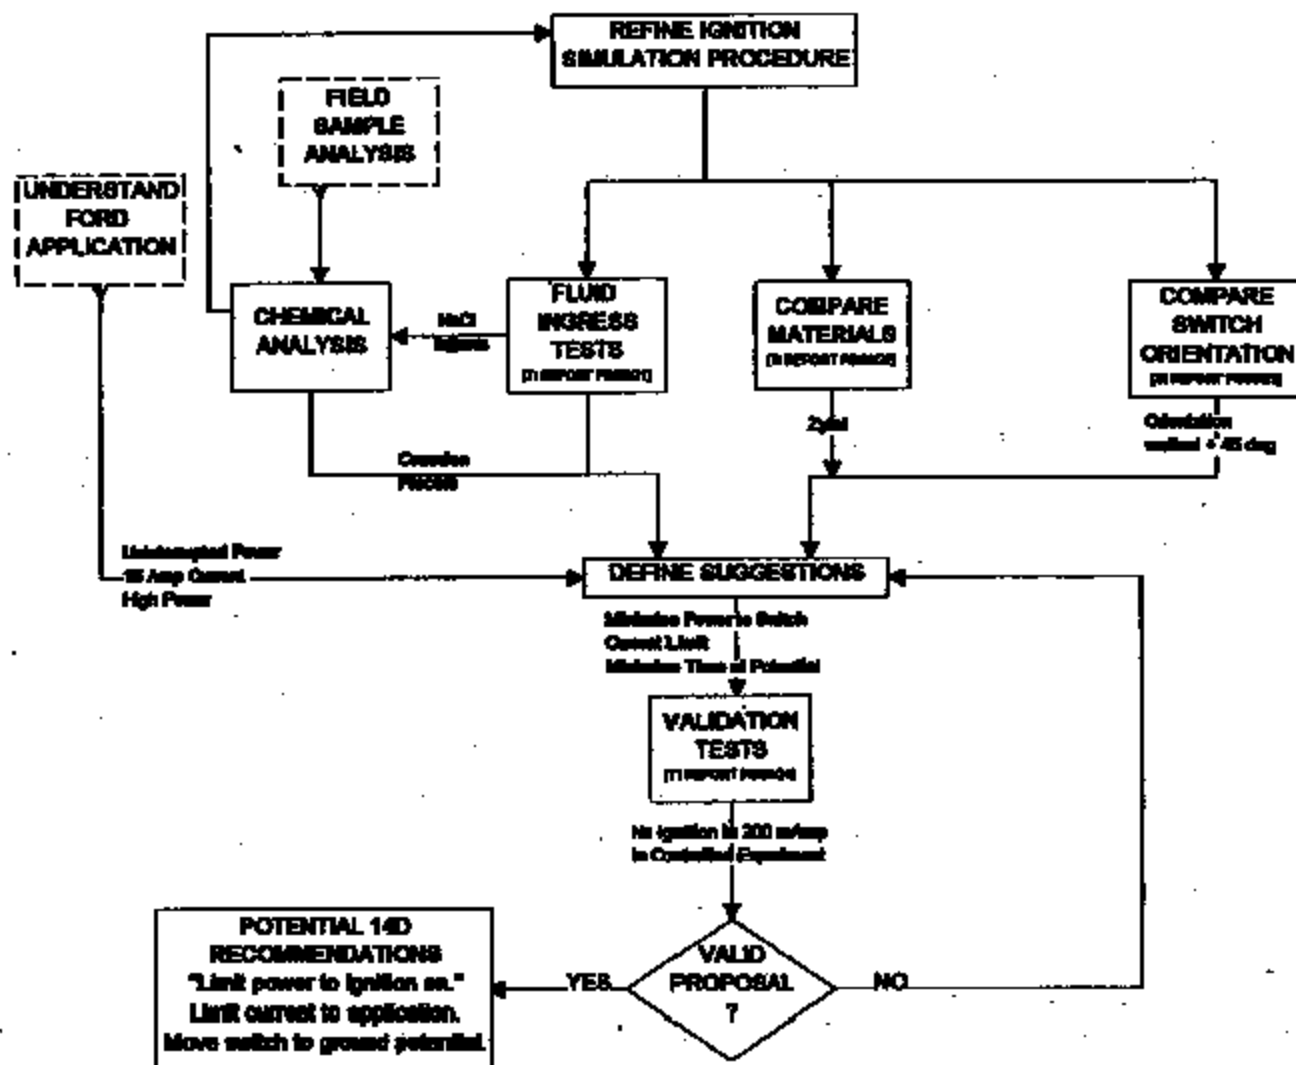 REFINE IGNITION
SIMULATION PROCEDURE
FIELD
SAMPLE
ANALYSIS
UNDERSTAND
FORD
APPLICATION
CHEMICAL
ANALYSIS
NaCl
FLUID
INGRESS
TESTS
COMPARE
MATERIALS
COMPARE
SWITCH
ORIENTATION
Zytel
Orientation
vertical + 45 deg
Corrosion
Process
Uninterrupted Power
15 Amp Current
High Power
DEFINE SUGGESTIONS
Minimize Power to Switch
Current Limit
Minimize Time at Potential
VALIDATION
TESTS
No Ignition in 200 mAmp
in Controlled Experiment
VALID
PROPOSAL
?
YES
NO
POTENTIAL 14D
RECOMMENDATIONS
"Limit power to ignition on."
Limit current to application.
Move switch to ground potential.